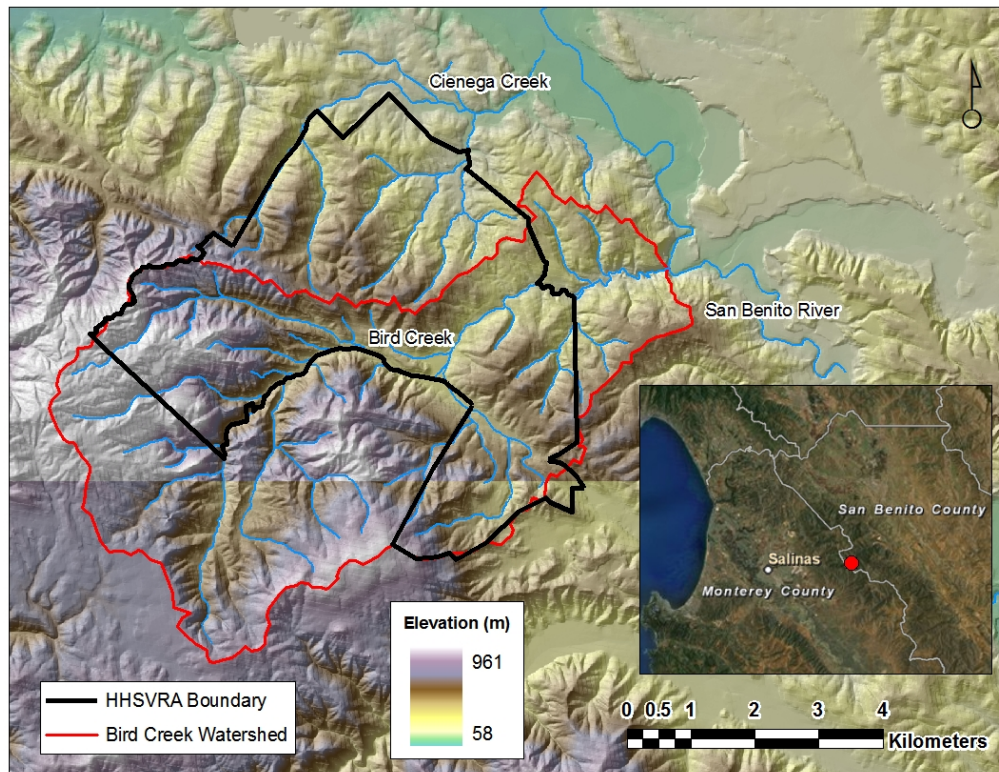 Cienega Creek
Bird Creek
San Benito River
San Benito County
Salinas
Monterey County
Elevation (m)
961
58
HHSVRA Boundary
Bird Creek Watershed
0 0.5 1 2 3 4
Kilometers